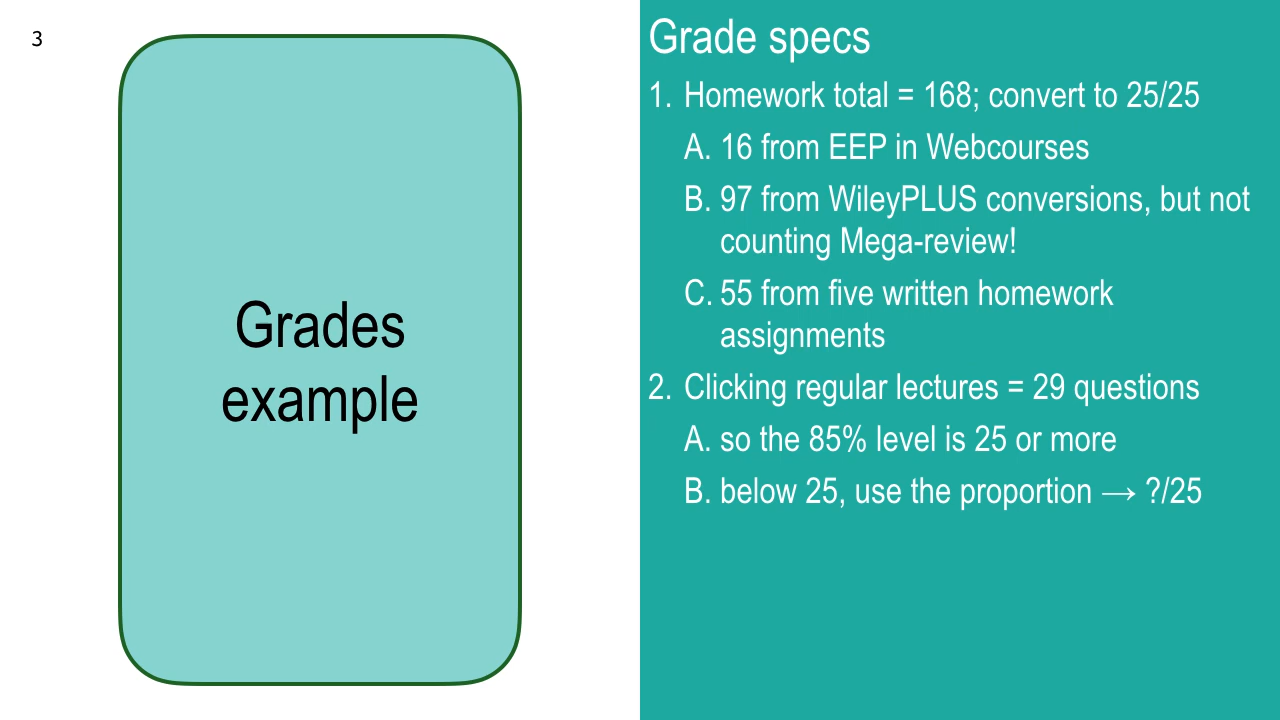 3
Grades
example
Grade specs
1. Homework total = 168; convert to 25/25
A. 16 from EEP in Webcourses
B. 97 from WileyPLUS conversions, but not
counting Mega-review!
C. 55 from five written homework
assignments
2. Clicking regular lectures = 29 questions
A. so the 85% level is 25 or more
B. below 25, use the proportion → ?/25